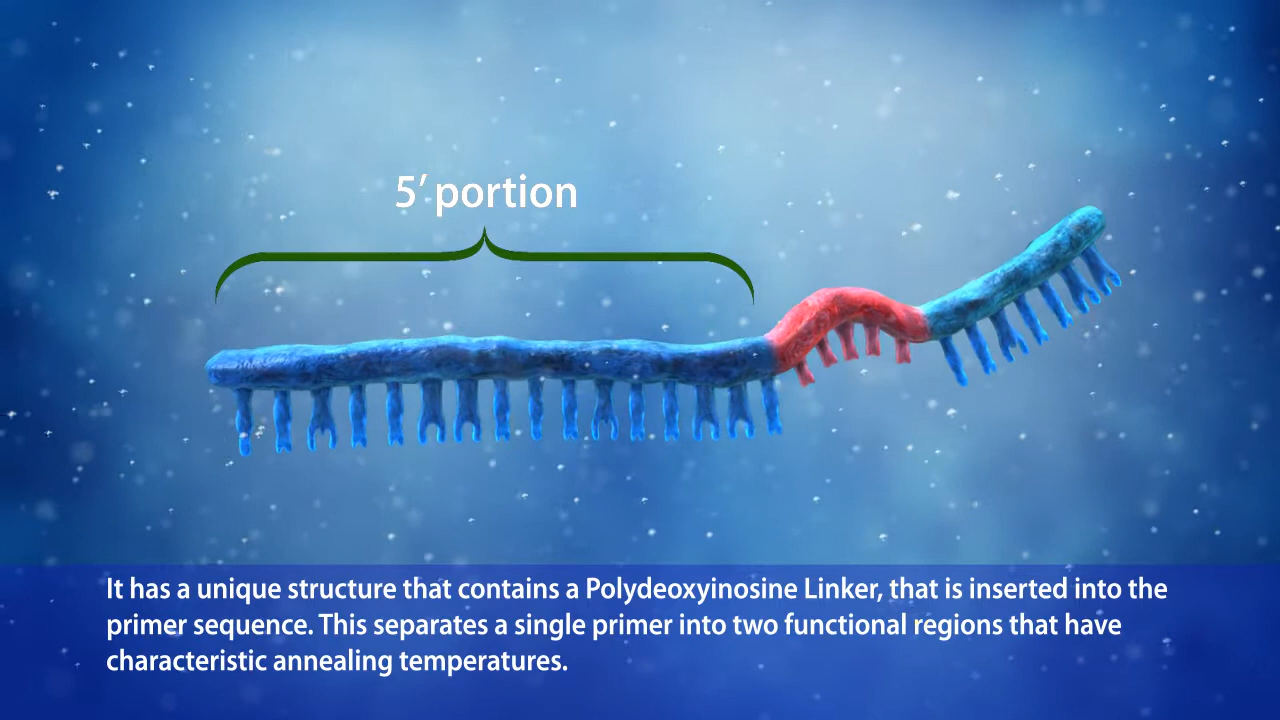 5′ portion
It has a unique structure that contains a Polydeoxyinosine Linker, that is inserted into the
primer sequence. This separates a single primer into two functional regions that have
characteristic annealing temperatures.